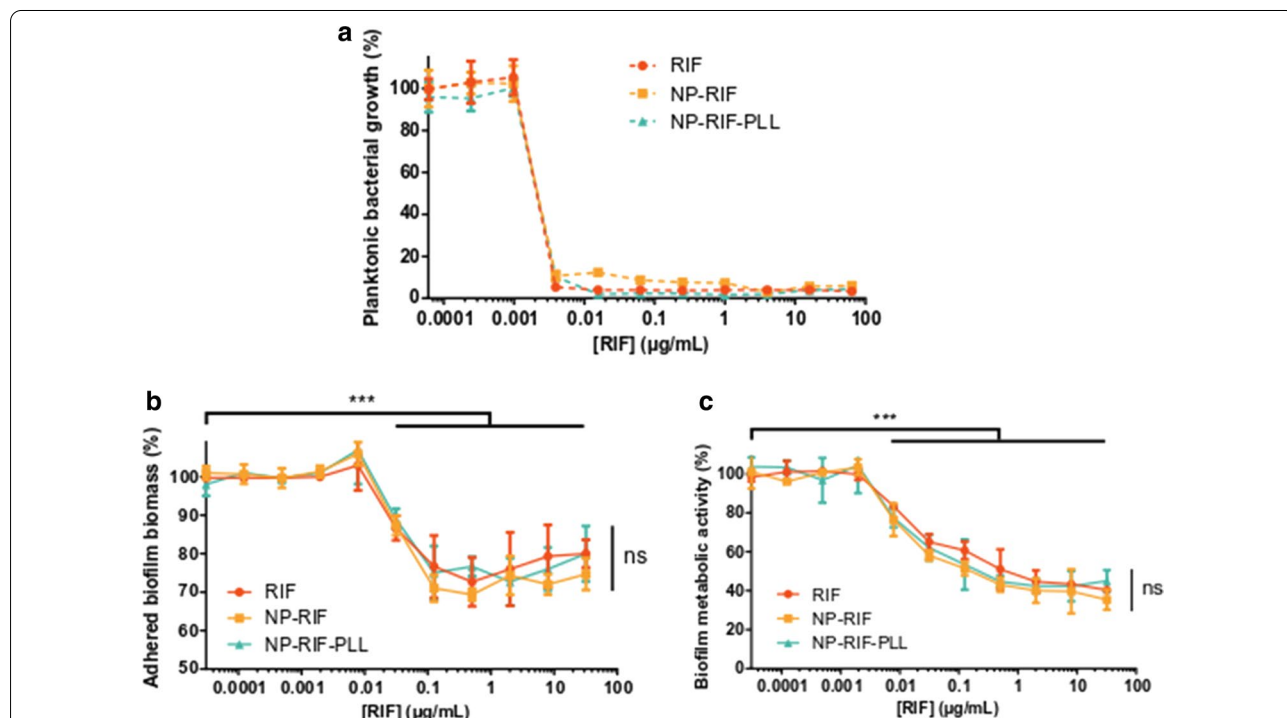 a
Planktonic bacterial growth (%)
100
80
60
40
20
0
0.0001 0.001 0.01 0.1 1 10 100
[RIF] (µg/mL)
RIF
NP-RIF
NP-RIF-PLL
b
***
Adhered biofilm biomass (%)
100
90
80
70
60
50
0.0001 0.001 0.01 0.1 1 10 100
[RIF] (µg/mL)
RIF
NP-RIF
NP-RIF-PLL
ns
c
***
Biofilm metabolic activity (%)
100
80
60
40
20
0
0.0001 0.001 0.01 0.1 1 10 100
[RIF] (µg/mL)
RIF
NP-RIF
NP-RIF-PLL
ns